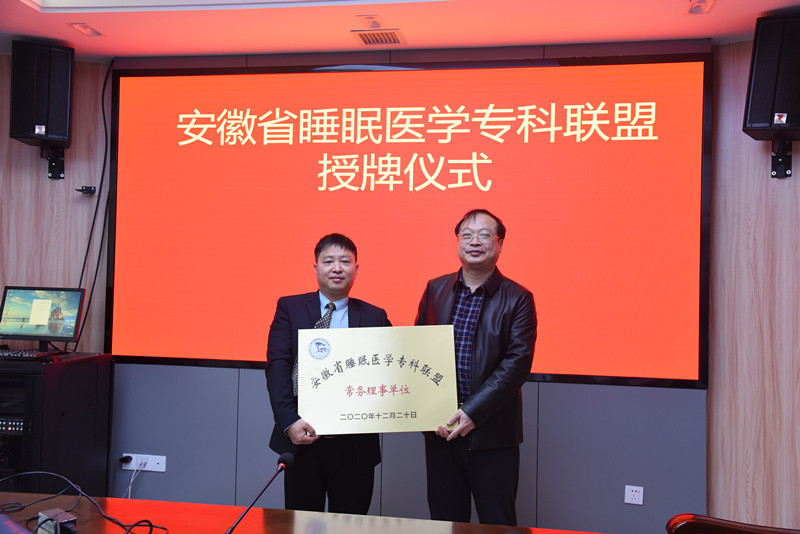 安徽省睡眠医学专科联盟
授牌仪式
安徽省睡眠医学专科联盟
常务理事单位
二〇二〇年十二月二十日